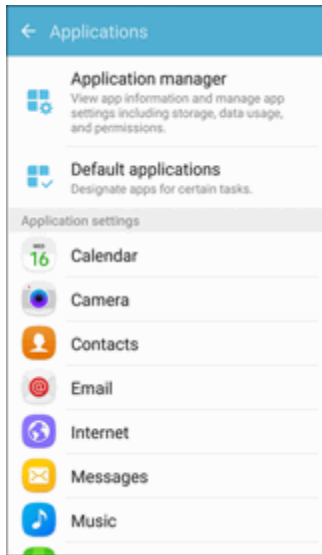 Applications
Application manager
View app information and manage app
settings including storage, data usage,
and permissions.
Default applications
Designate apps for certain tasks.
Application settings
WED
16
Calendar
Camera
Contacts
Email
Internet
Messages
Music